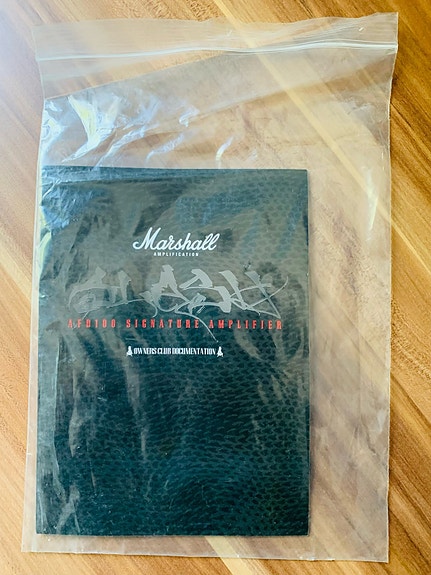 Marshall
AMPLIFICATION
SLASH
AFD100 SIGNATURE AMPLIFIER
OWNERS CLUB DOCUMENTATION